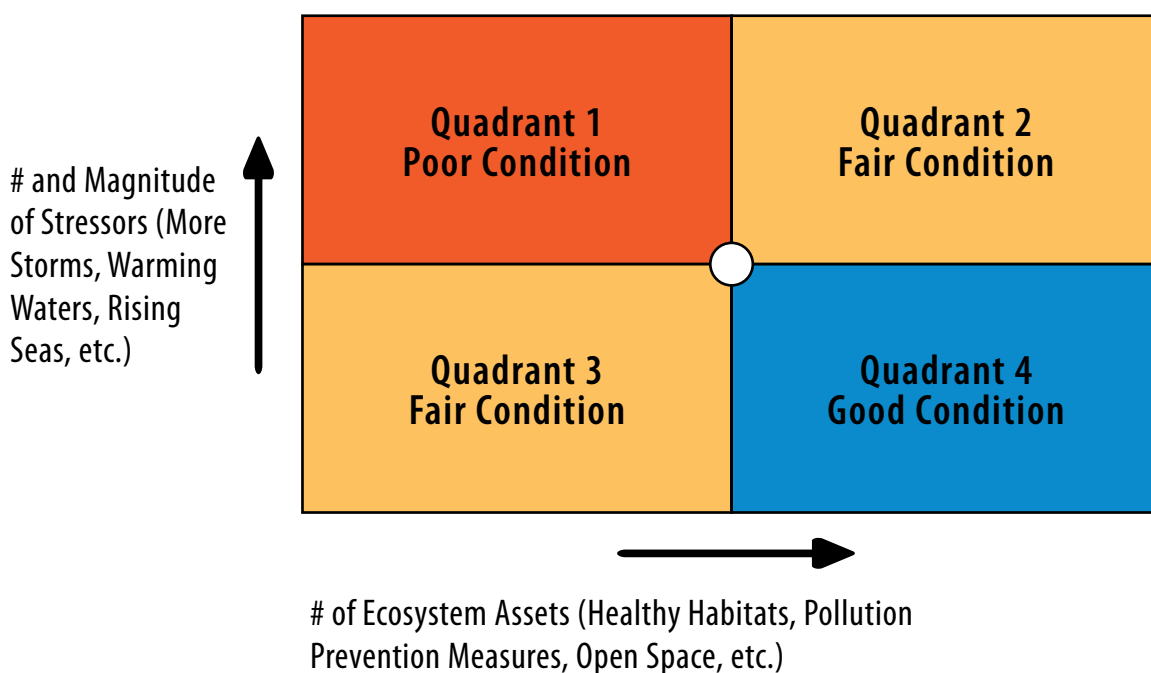 Quadrant 1
Poor Condition
Quadrant 2
Fair Condition
# and Magnitude
of Stressors (More
Storms, Warming
Waters, Rising
Seas, etc.)
Quadrant 3
Fair Condition
Quadrant 4
Good Condition
# of Ecosystem Assets (Healthy Habitats, Pollution
Prevention Measures, Open Space, etc.)